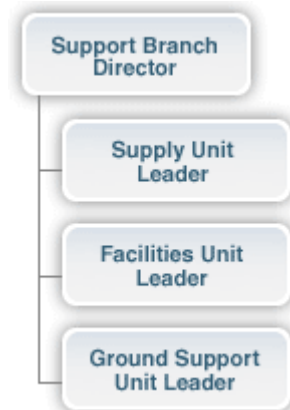 Support Branch
Director
Supply Unit
Leader
Facilities Unit
Leader
Ground Support
Unit Leader